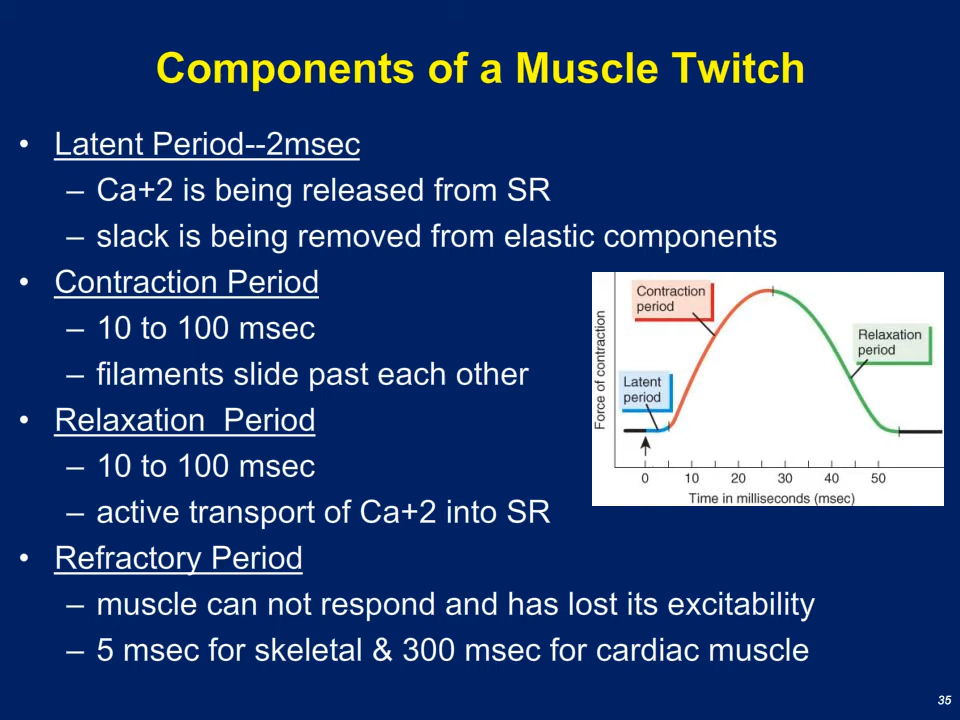 Components of a Muscle Twitch
• Latent Period--2msec
– Ca+2 is being released from SR
– slack is being removed from elastic components
• Contraction Period
– 10 to 100 msec
– filaments slide past each other
• Relaxation  Period
– 10 to 100 msec
– active transport of Ca+2 into SR
• Refractory Period
– muscle can not respond and has lost its excitability
– 5 msec for skeletal & 300 msec for cardiac muscle
Force of contraction
Contraction
period
Relaxation
period
Latent
period
0 10 20 30 40 50
Time in milliseconds (msec)
35